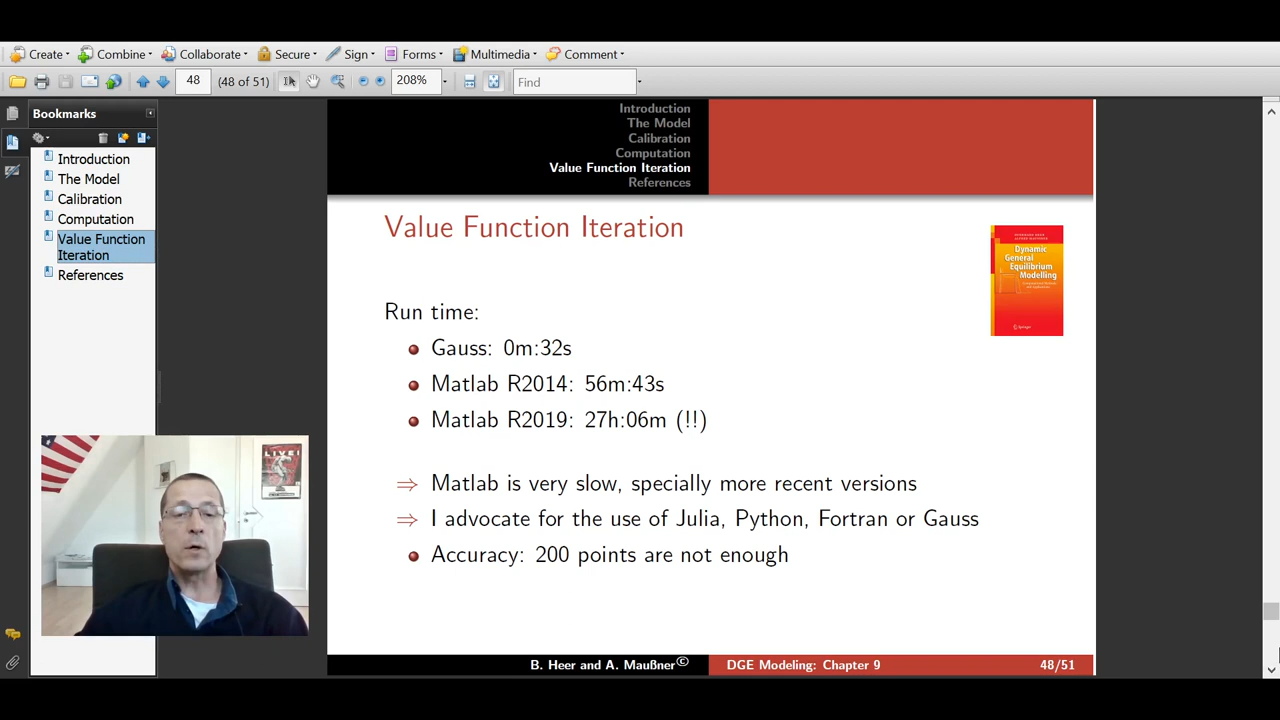 Create Combine Collaborate Secure Sign Forms Multimedia Comment
48 (48 of 51) 208% Find
Bookmarks
Introduction
The Model
Calibration
Computation
Value Function
Iteration
References
Introduction
The Model
Calibration
Computation
Value Function Iteration
References
Value Function Iteration
Dynamic
General
Equilibrium
Modelling
Springer
Run time:
Gauss: 0m:32s
Matlab R2014: 56m:43s
Matlab R2019: 27h:06m (!!)
⇒ Matlab is very slow, specially more recent versions
⇒ I advocate for the use of Julia, Python, Fortran or Gauss
Accuracy: 200 points are not enough
LIVE!
B. Heer and A. Maußner© DGE Modeling: Chapter 9 48/51